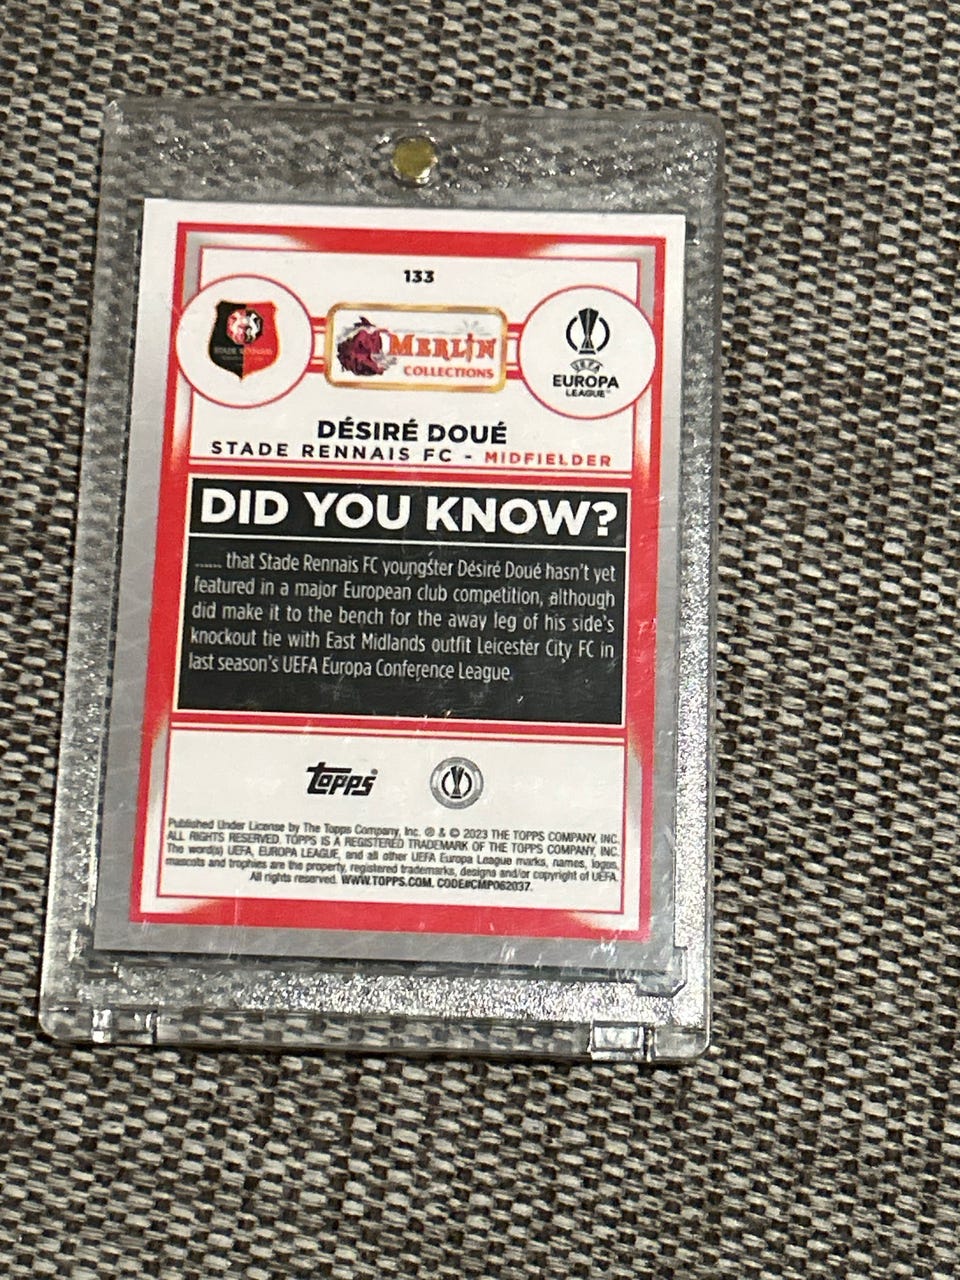 133
STADE RENNAIS
MERLIN
COLLECTIONS
UEFA
EUROPA
LEAGUE™
DÉSIRÉ DOUÉ
STADE RENNAIS FC - MIDFIELDER
DID YOU KNOW?
...... that Stade Rennais FC youngster Désiré Doué hasn't yet
featured in a major European club competition, although
did make it to the bench for the away leg of his side's
knockout tie with East Midlands outfit Leicester City FC in
last season's UEFA Europa Conference League.
topps®
Published Under License by The Topps Company, Inc. ® & © 2023 THE TOPPS COMPANY, INC.
ALL RIGHTS RESERVED. TOPPS IS A REGISTERED TRADEMARK OF THE TOPPS COMPANY, INC.
The word(s) UEFA, EUROPA LEAGUE, and all other UEFA Europa League marks, names, logos,
mascots and trophies are the property, registered trademarks, designs and/or copyright of UEFA.
All rights reserved. WWW.TOPPS.COM. CODE#CMP062037.